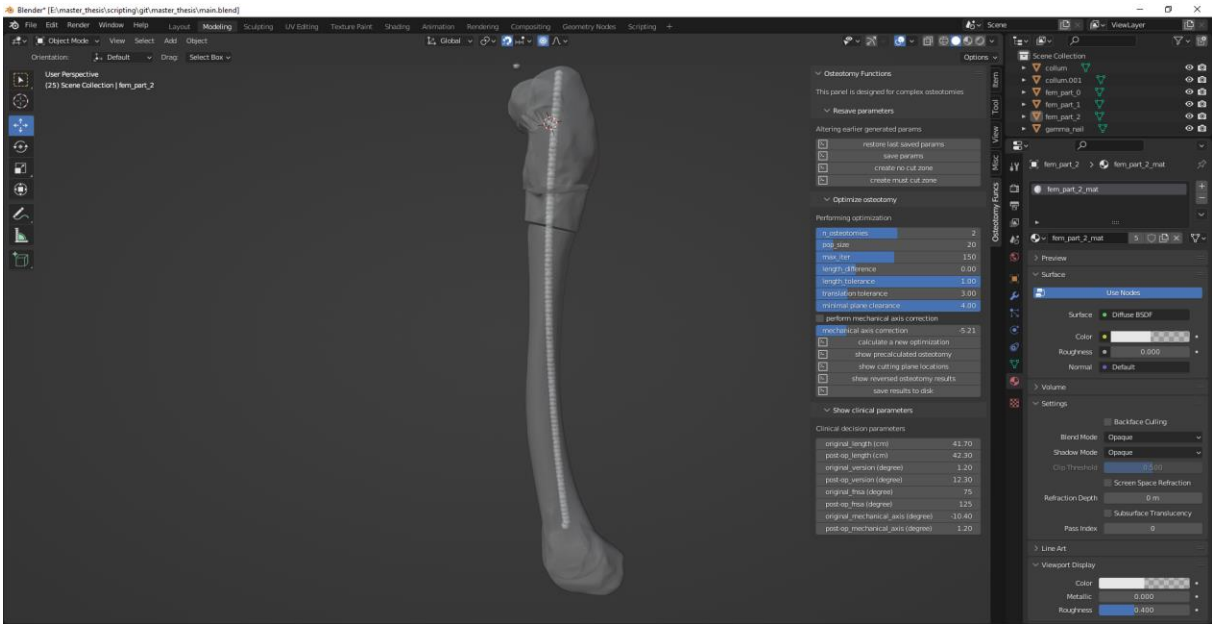 Blender* [E:\master_thesis\scripting\git\master_thesis\main.blend]
File Edit Render Window Help Layout Modeling Sculpting UV Editing Texture Paint Shading Animation Rendering Compositing Geometry Nodes Scripting + Scene ViewLayer
Object Mode View Select Add Object Global
Orientation: Default Drag: Select Box Options
User Perspective
(25) Scene Collection | fem_part_2
Osteotomy Functions
This panel is designed for complex osteotomies
Resave parameters
Altering earlier generated params
restore last saved params
save params
create no cut zone
create must cut zone
Optimize osteotomy
Performing optimization
n_osteotomies 2
pop_size 20
max_iter 150
length_difference 0.00
length_tolerance 1.00
translation tolerance 3.00
minimal plane clearance 4.00
perform mechanical axis correction
mechanical axis correction -5.21
calculate a new optimization
show precalculated osteotomy
show cutting plane locations
show reversed osteotomy results
save results to disk
Show clinical parameters
Clinical decision parameters
original_length (cm) 41.70
post-op_length (cm) 42.30
original_version (degree) 1.20
post-op_version (degree) 12.30
original_fnsa (degree) 75
post-op_fnsa (degree) 125
original_mechanical_axis (degree) -10.40
post-op_mechanical_axis (degree) 1.20
Item
Tool
View
Misc
Osteotomy Funcs
Scene Collection
collum
collum.001
fem_part_0
fem_part_1
fem_part_2
gamma_nail
fem_part_2 > fem_part_2_mat
fem_part_2_mat
fem_part_2_mat 5
Preview
Surface
Use Nodes
Surface Diffuse BSDF
Color
Roughness 0.000
Normal Default
Volume
Settings
Backface Culling
Blend Mode Opaque
Shadow Mode Opaque
Clip Threshold 0.500
Screen Space Refraction
Refraction Depth 0 m
Subsurface Translucency
Pass Index 0
Line Art
Viewport Display
Color
Metallic 0.000
Roughness 0.400